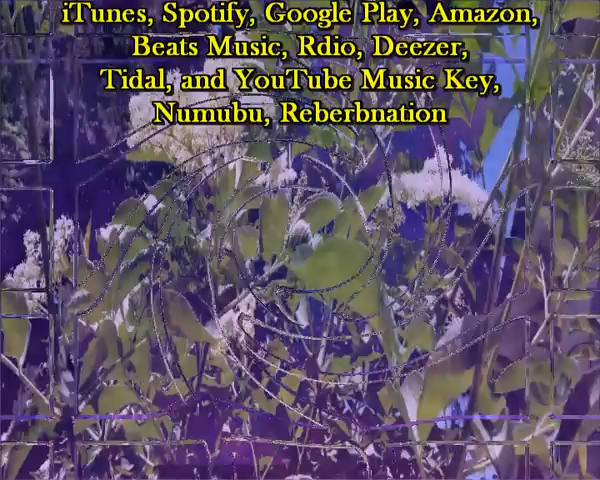 iTunes, Spotify, Google Play, Amazon,
Beats Music, Rdio, Deezer,
Tidal, and YouTube Music Key,
Numubu, Reberbnation